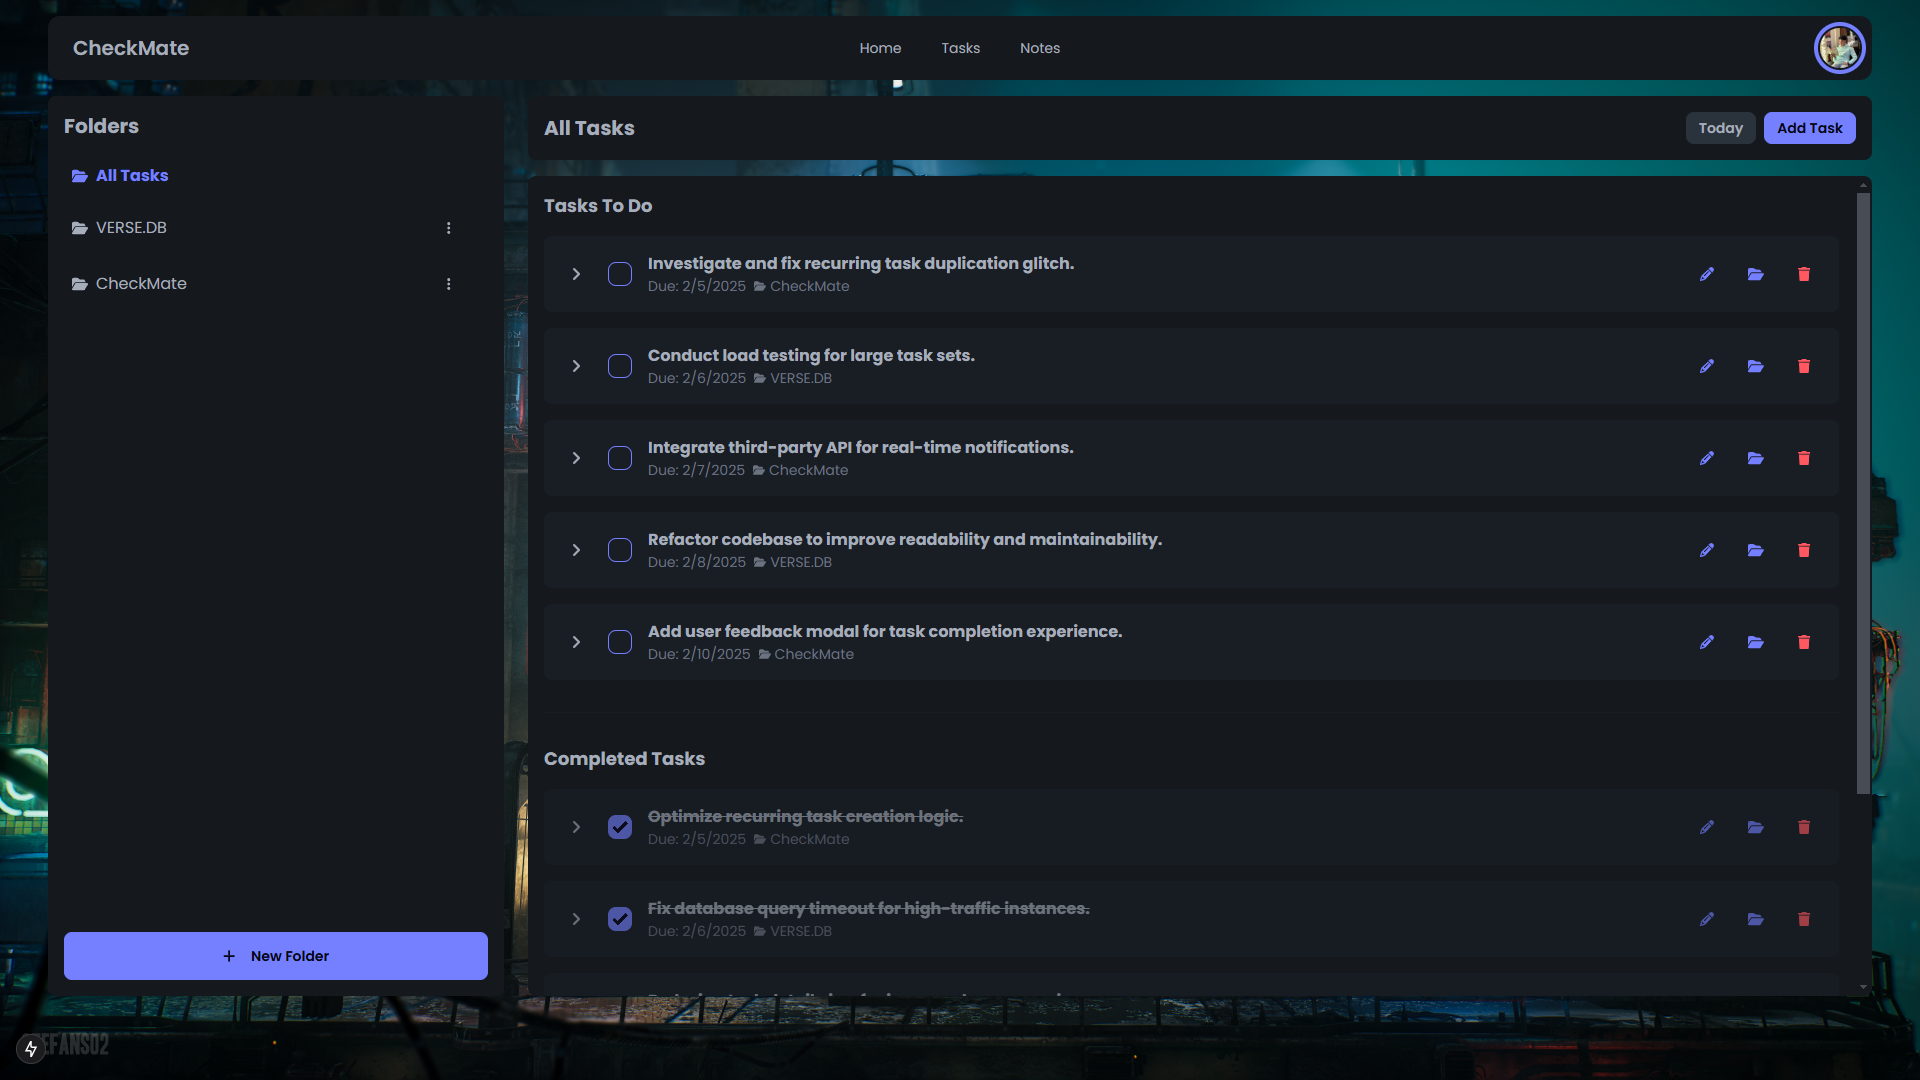 CheckMate
Home
Tasks
Notes
Folders
All Tasks
VERSE.DB
CheckMate
New Folder
All Tasks
Today
Add Task
Tasks To Do
Investigate and fix recurring task duplication glitch.
Due: 2/5/2025 CheckMate
Conduct load testing for large task sets.
Due: 2/6/2025 VERSE.DB
Integrate third-party API for real-time notifications.
Due: 2/7/2025 CheckMate
Refactor codebase to improve readability and maintainability.
Due: 2/8/2025 VERSE.DB
Add user feedback modal for task completion experience.
Due: 2/10/2025 CheckMate
Completed Tasks
Optimize recurring task creation logic.
Due: 2/5/2025 CheckMate
Fix database query timeout for high-traffic instances.
Due: 2/6/2025 VERSE.DB